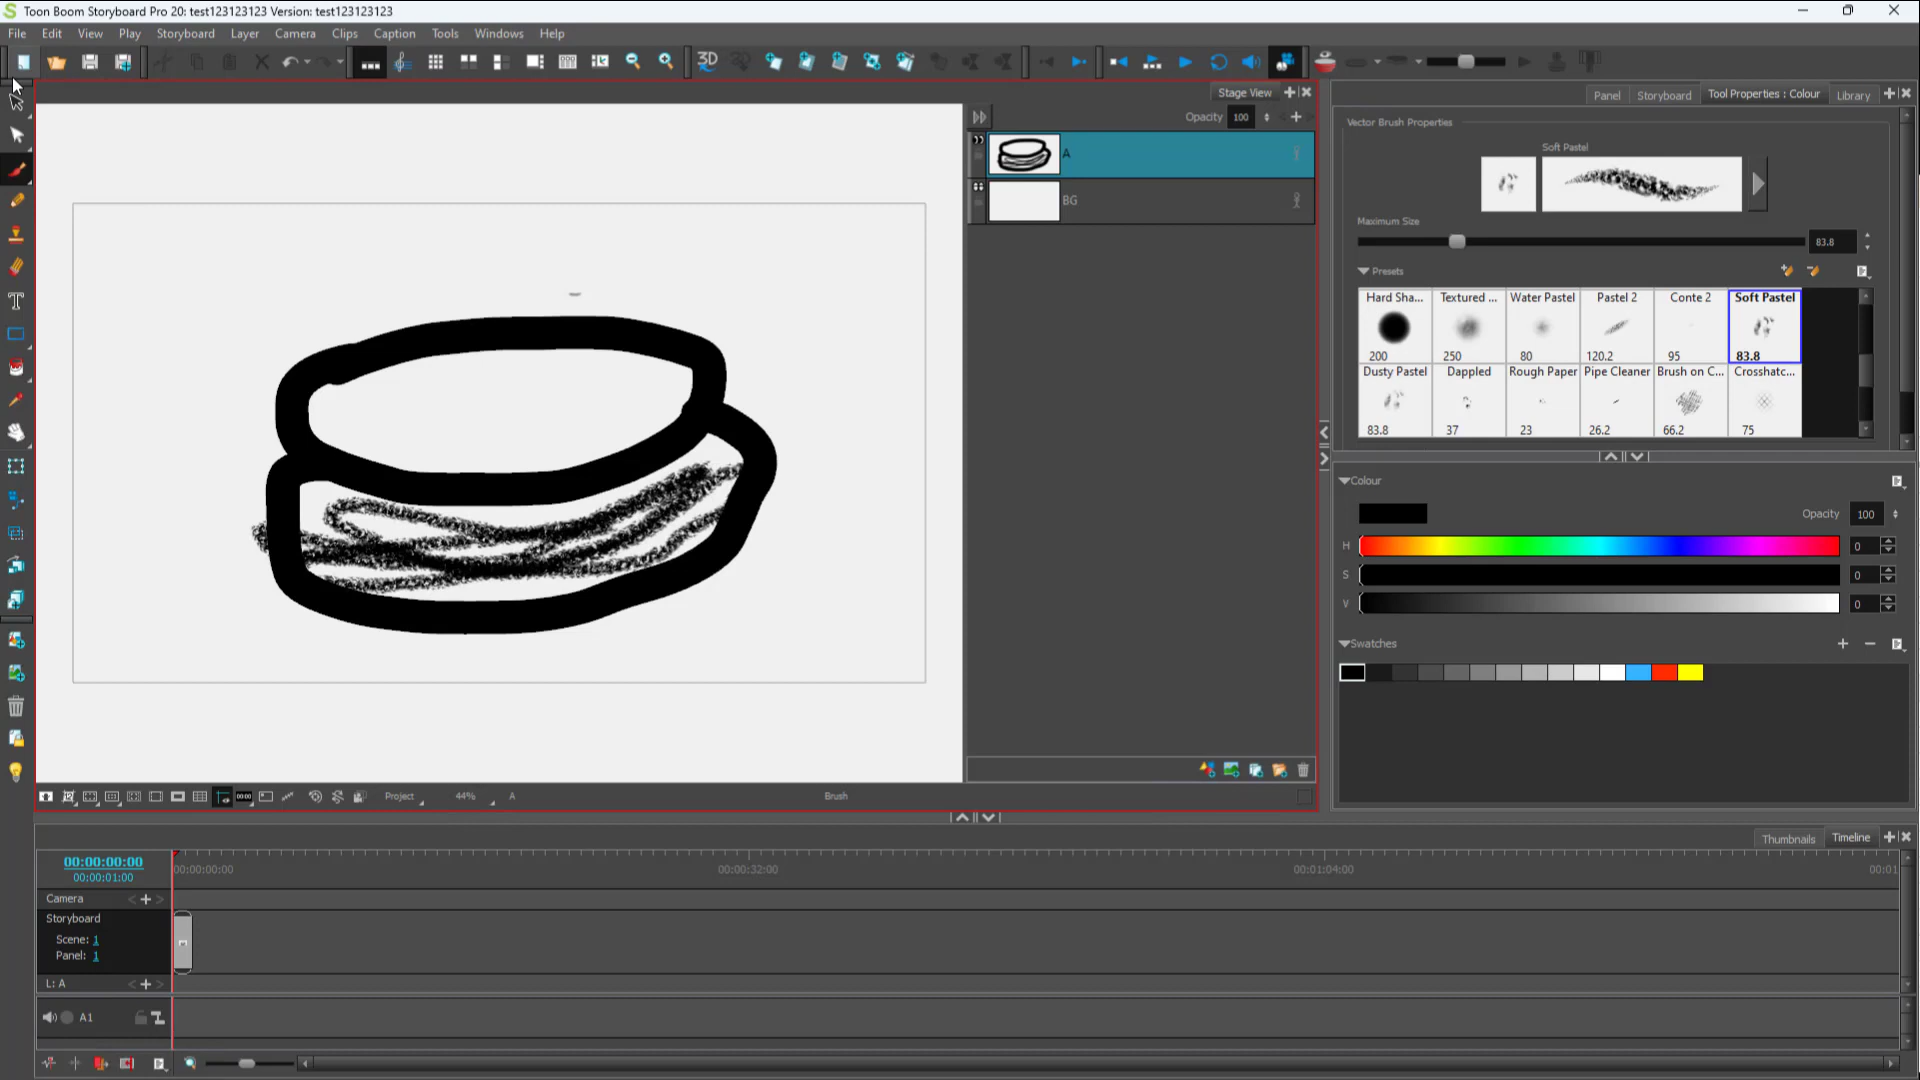 Toon Boom Storyboard Pro 20: test123123123 Version: test123123123
File Edit View Play Storyboard Layer Camera Clips Caption Tools Windows Help
3D
Stage View
Opacity 100
A
BG
Panel Storyboard Tool Properties : Colour Library
Vector Brush Properties
Soft Pastel
Maximum Size
83.8
Presets
Hard Sha... Textured ... Water Pastel Pastel 2 Conte 2 Soft Pastel
200 250 80 120.2 95 83.8
Dusty Pastel Dappled Rough Paper Pipe Cleaner Brush on C... Crosshatc...
83.8 37 23 26.2 66.2 75
Colour
Opacity 100
H 0
S 0
V 0
Swatches
Project 44% A Brush
Thumbnails Timeline
00:00:00:00
00:00:01:00
00:00:00:00 00:00:32:00 00:01:04:00 00:01
Camera
Storyboard
Scene: 1
Panel: 1
L: A
A1